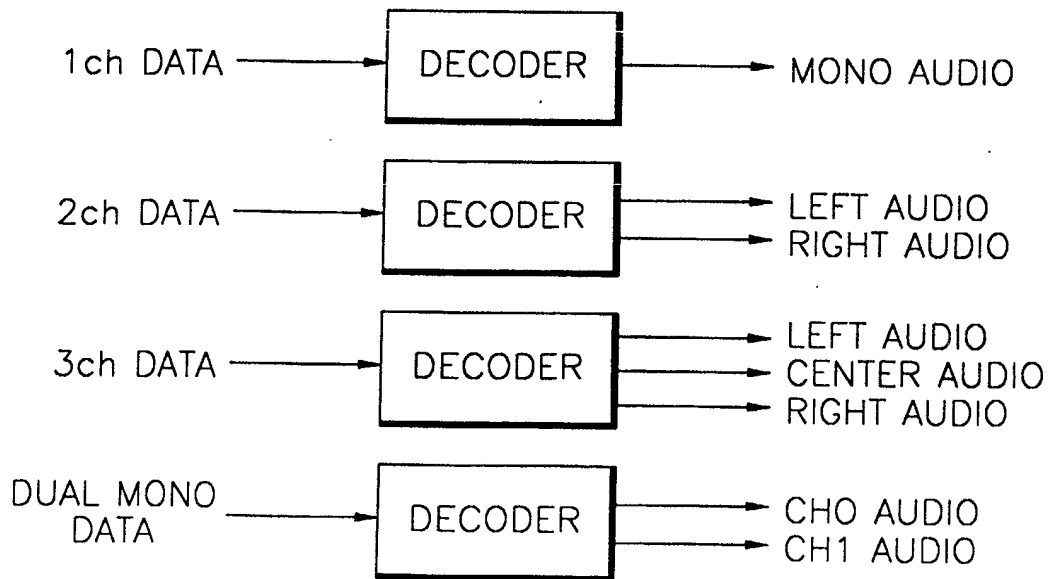 1ch DATA
DECODER
MONO AUDIO
2ch DATA
DECODER
LEFT AUDIO
RIGHT AUDIO
3ch DATA
DECODER
LEFT AUDIO
CENTER AUDIO
RIGHT AUDIO
DUAL MONO
DATA
DECODER
CH0 AUDIO
CH1 AUDIO